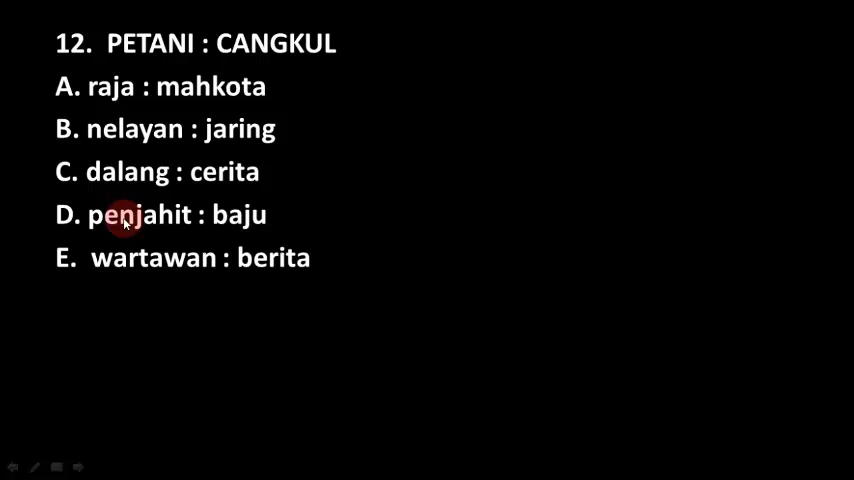 12. PETANI : CANGKUL
A. raja : mahkota
B. nelayan : jaring
C. dalang : cerita
D. penjahit : baju
E. wartawan : berita